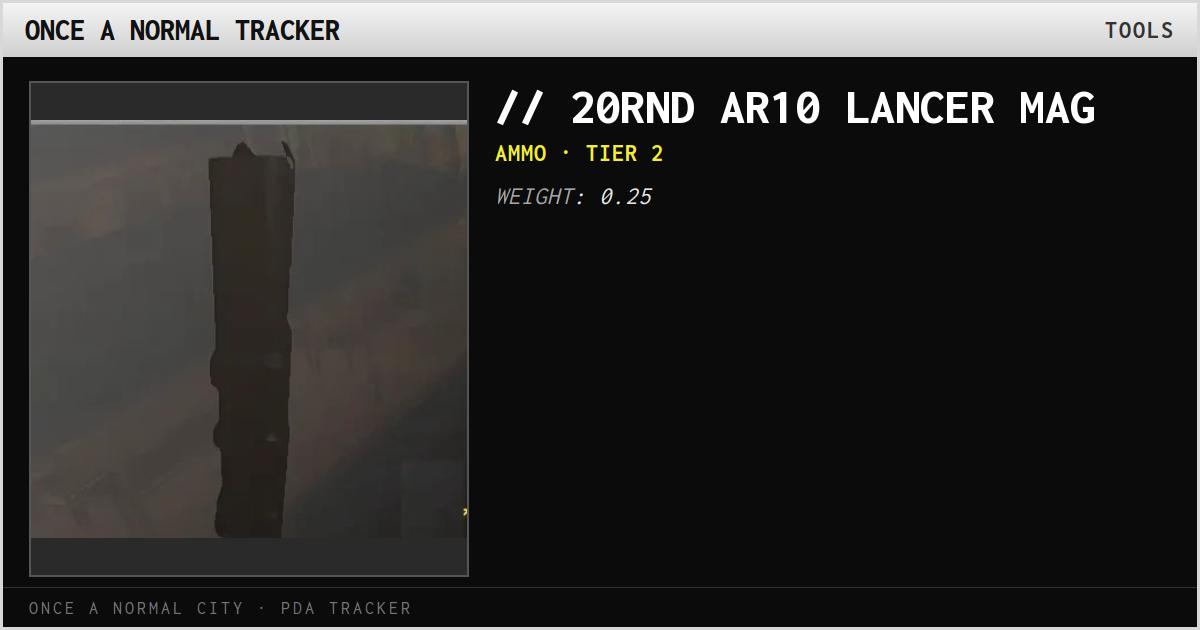 ONCE A NORMAL TRACKER
TOOLS
// 20RND AR10 LANCER MAG
AMMO · TIER 2
WEIGHT: 0.25
ONCE A NORMAL CITY · PDA TRACKER